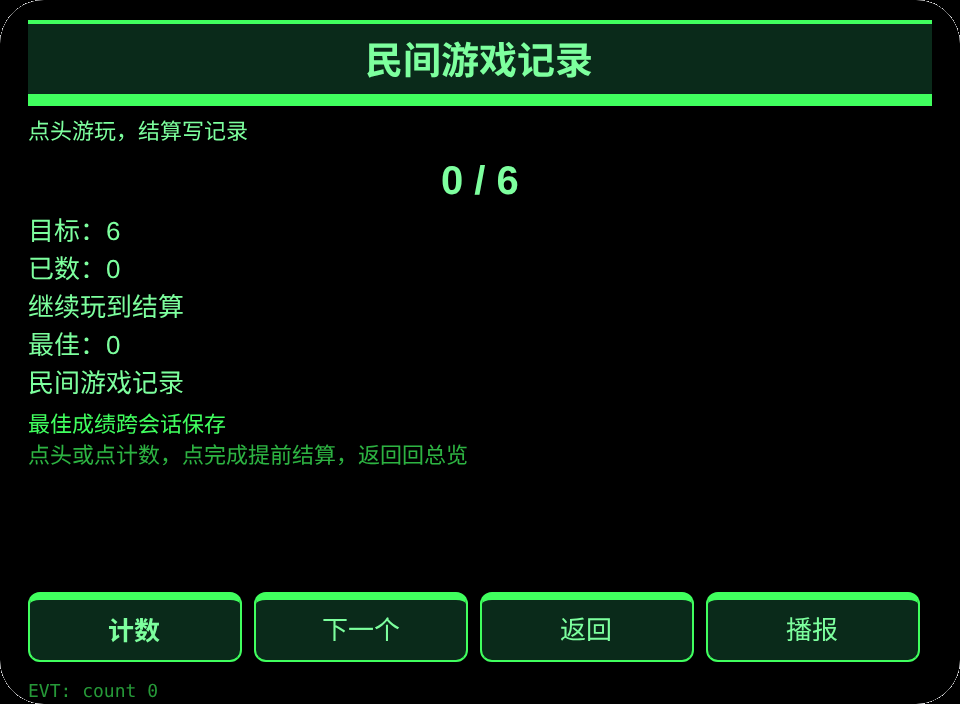 民间游戏记录
点头游玩，结算写记录
0 / 6
目标：6
已数：0
继续玩到结算
最佳：0
民间游戏记录
最佳成绩跨会话保存
点头或点计数，点完成提前结算，返回回总览
计数
下一个
返回
播报
EVT: count 0